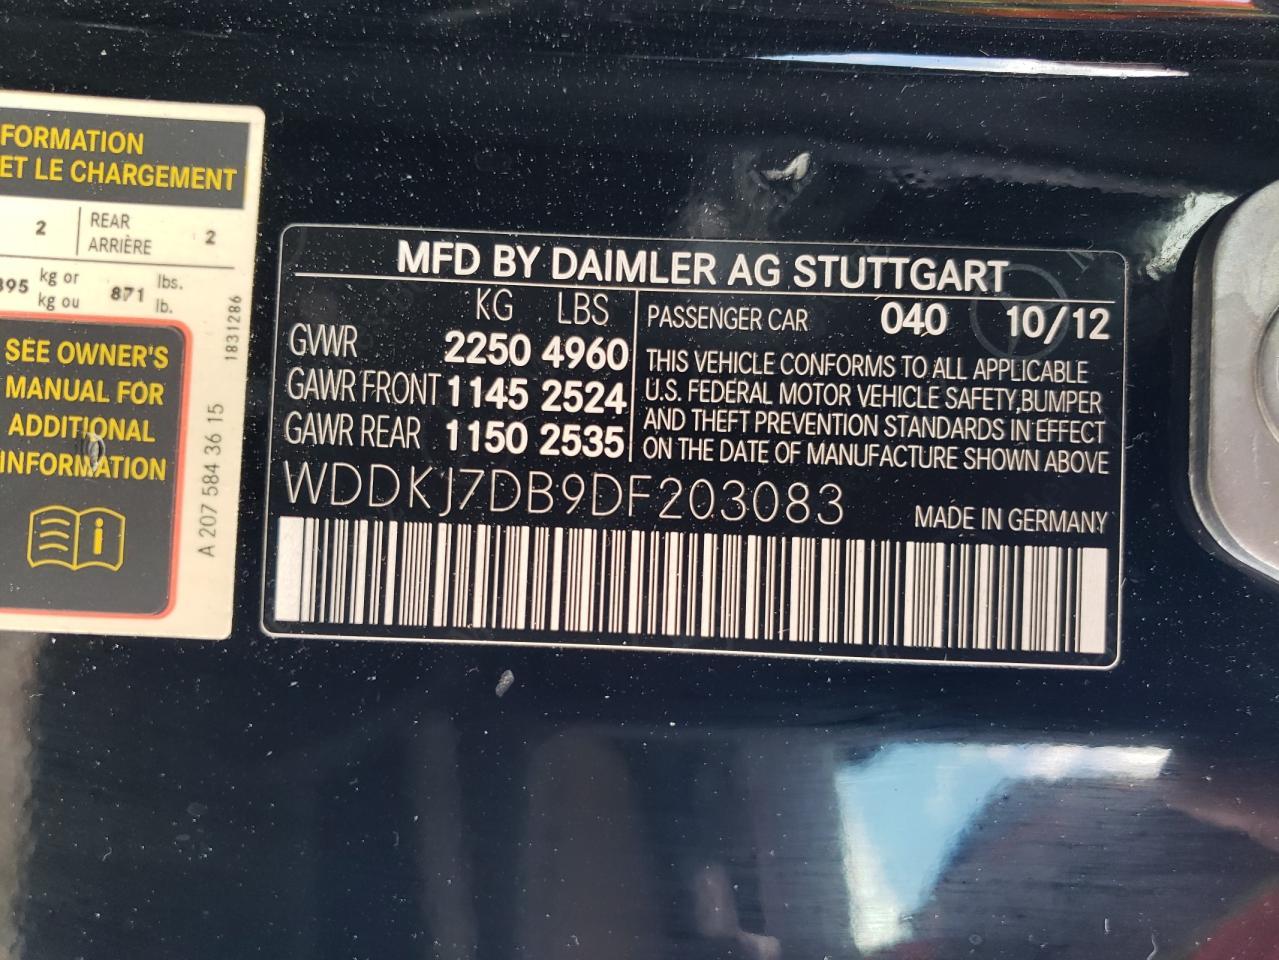 FORMATION
ET LE CHARGEMENT
2 REAR 2
ARRIÈRE
395 kg or 871 lbs.
kg ou lb.
SEE OWNER'S
MANUAL FOR
ADDITIONAL
INFORMATION
i
1831286
A 207 584 36 15
MFD BY DAIMLER AG STUTTGART
KG LBS
GVWR 2250 4960
GAWR FRONT 1145 2524
GAWR REAR 1150 2535
PASSENGER CAR 040 10/12
THIS VEHICLE CONFORMS TO ALL APPLICABLE
U.S. FEDERAL MOTOR VEHICLE SAFETY,BUMPER
AND THEFT PREVENTION STANDARDS IN EFFECT
ON THE DATE OF MANUFACTURE SHOWN ABOVE
WDDKJ7DB9DF203083
MADE IN GERMANY